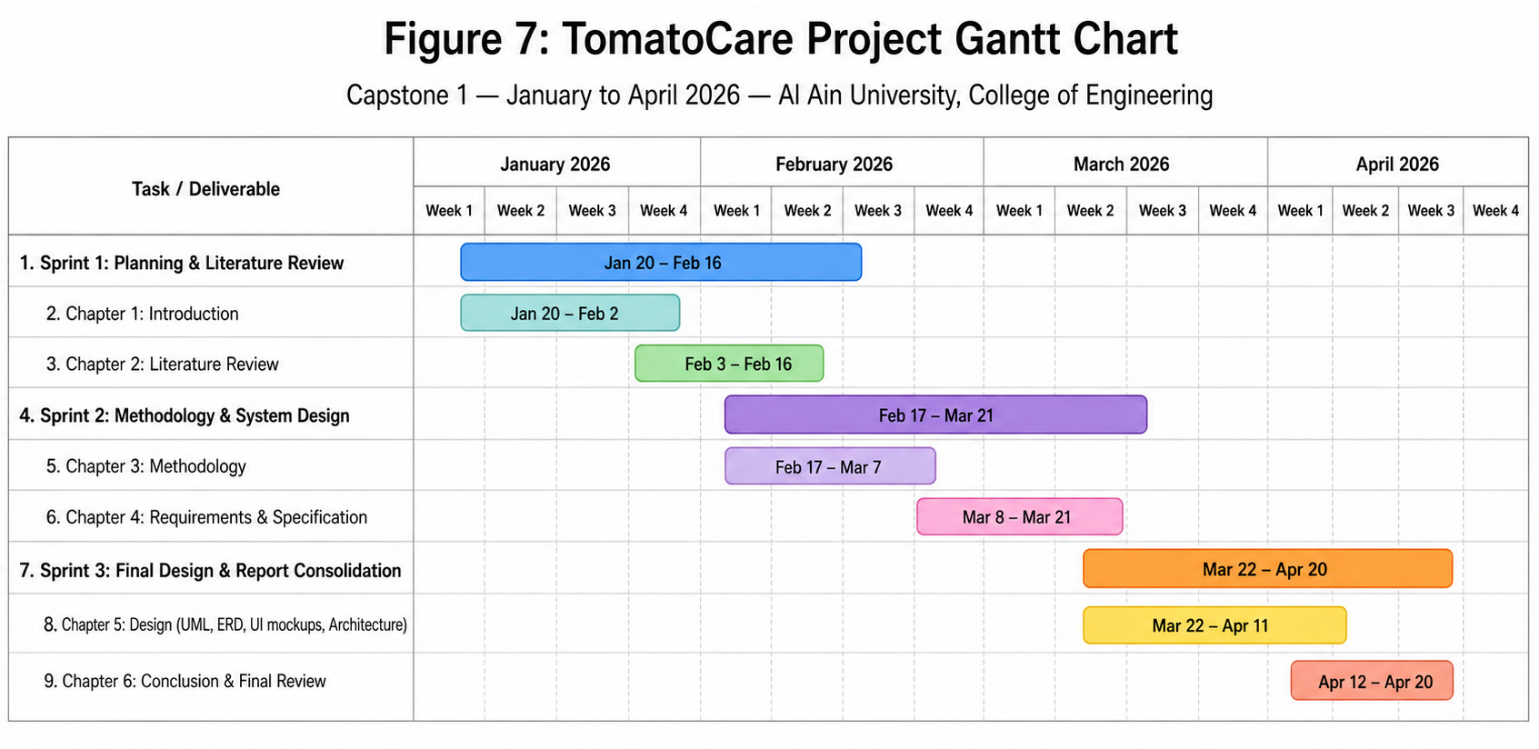 Figure 7: TomatoCare Project Gantt Chart
Capstone 1 — January to April 2026 — Al Ain University, College of Engineering
Task / Deliverable
January 2026 February 2026 March 2026 April 2026
Week 1 Week 2 Week 3 Week 4 Week 1 Week 2 Week 3 Week 4 Week 1 Week 2 Week 3 Week 4 Week 1 Week 2 Week 3 Week 4
1. Sprint 1: Planning & Literature Review Jan 20 – Feb 16
2. Chapter 1: Introduction Jan 20 – Feb 2
3. Chapter 2: Literature Review Feb 3 – Feb 16
4. Sprint 2: Methodology & System Design Feb 17 – Mar 21
5. Chapter 3: Methodology Feb 17 – Mar 7
6. Chapter 4: Requirements & Specification Mar 8 – Mar 21
7. Sprint 3: Final Design & Report Consolidation Mar 22 – Apr 20
8. Chapter 5: Design (UML, ERD, UI mockups, Architecture) Mar 22 – Apr 11
9. Chapter 6: Conclusion & Final Review Apr 12 – Apr 20